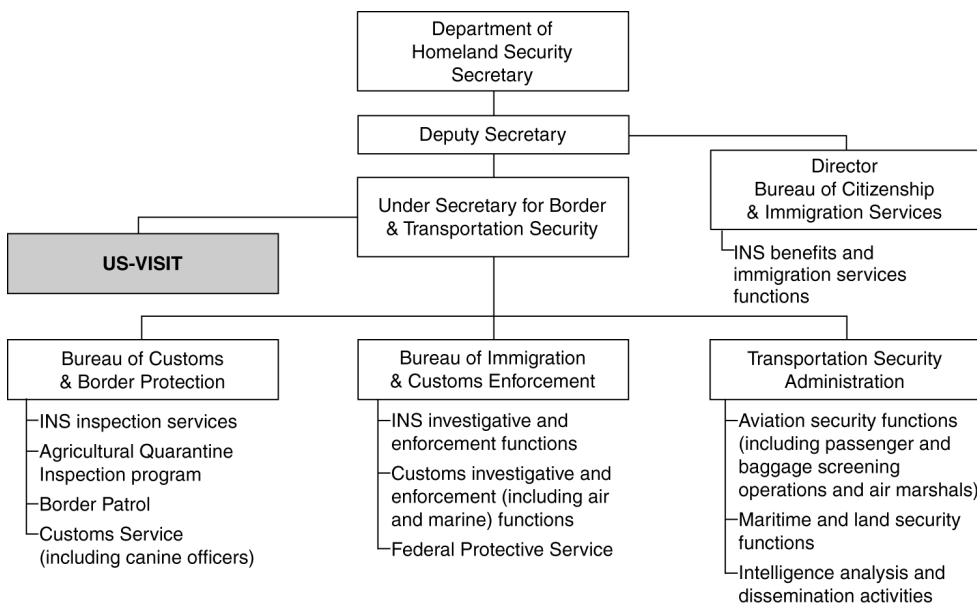 Department of
Homeland Security
Secretary
Deputy Secretary
Director
Bureau of Citizenship
& Immigration Services
Under Secretary for Border
& Transportation Security
US-VISIT
INS benefits and
immigration services
functions
Bureau of Customs
& Border Protection
INS inspection services
Agricultural Quarantine
Inspection program
Border Patrol
Customs Service
(including canine officers)
Bureau of Immigration
& Customs Enforcement
INS investigative and
enforcement functions
Customs investigative and
enforcement (including air
and marine) functions
Federal Protective Service
Transportation Security
Administration
Aviation security functions
(including passenger and
baggage screening
operations and air marshals)
Maritime and land security
functions
Intelligence analysis and
dissemination activities